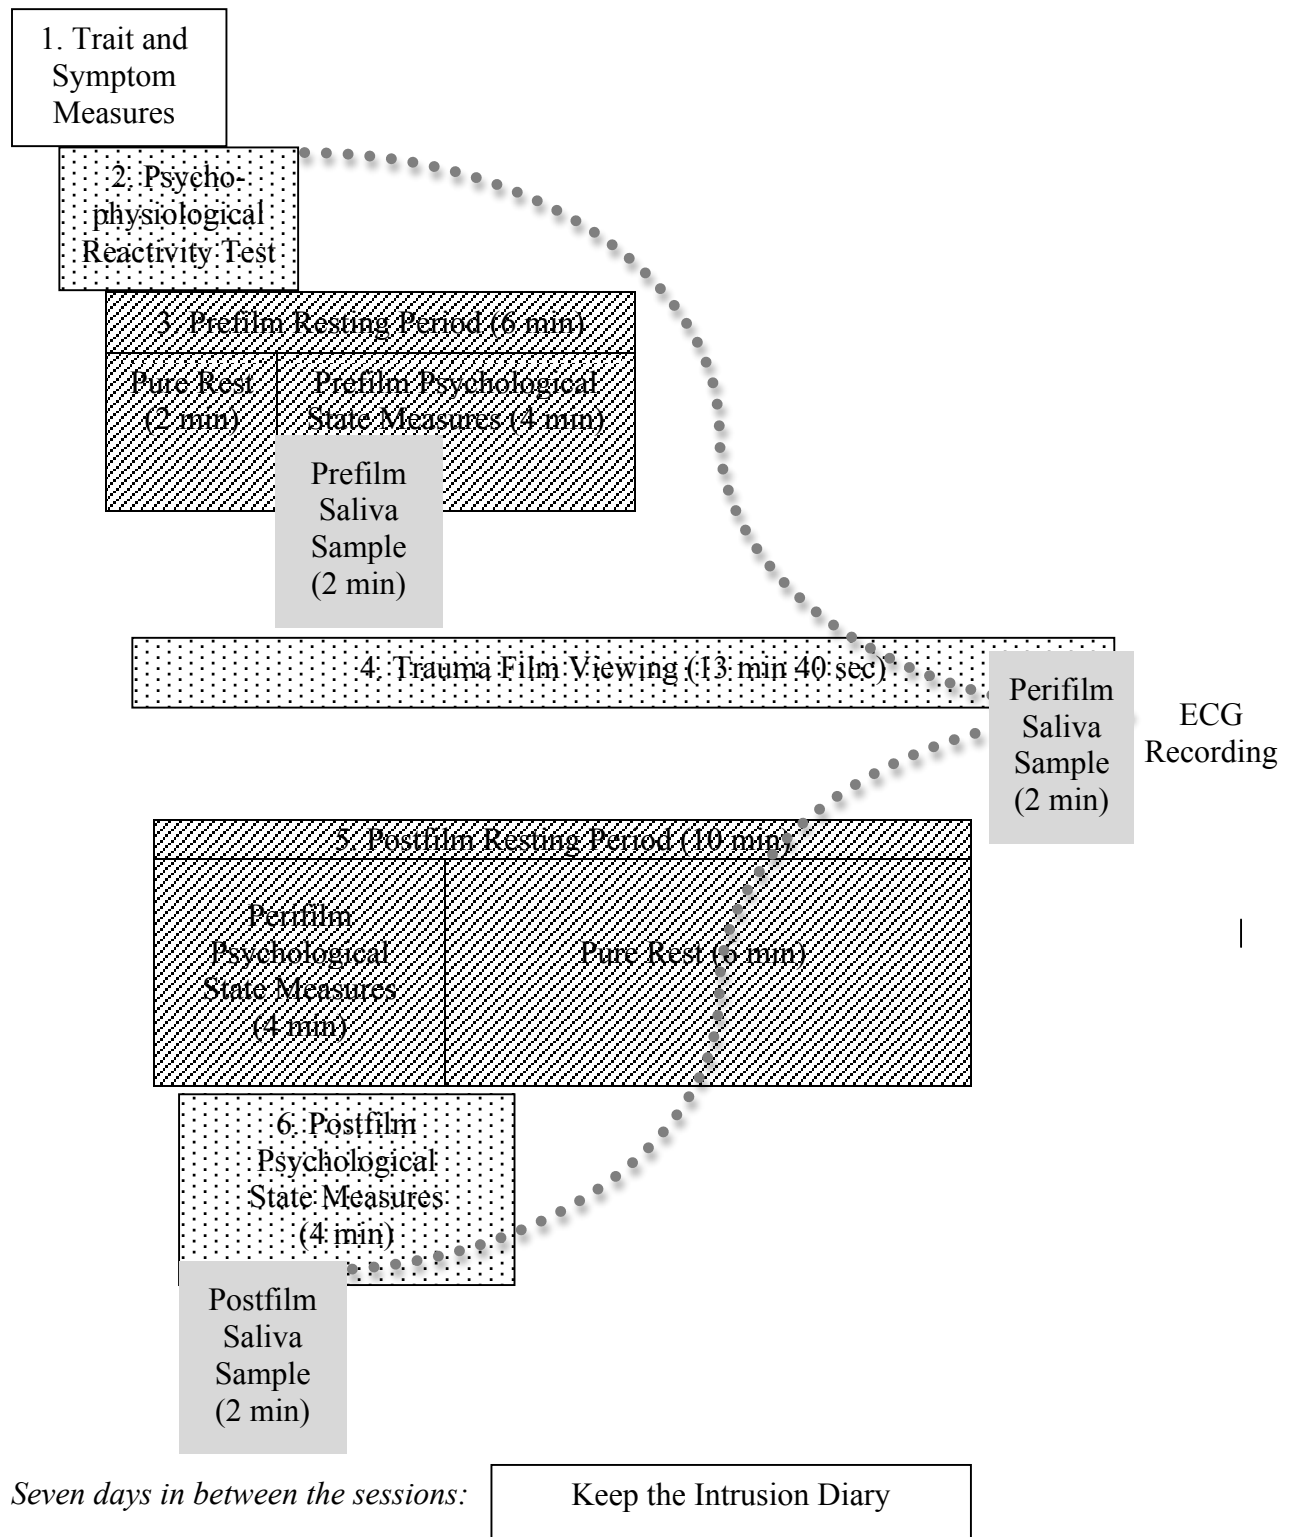 1. Trait and
Symptom
Measures
2. Psycho-
physiological
Reactivity Test
3. Prefilm Resting Period (6 min)
Pure Rest
(2 min)
Prefilm Psychological
State Measures (4 min)
Prefilm
Saliva
Sample
(2 min)
4. Trauma Film Viewing (13 min 40 sec)
Perifilm
Saliva
Sample
(2 min)
ECG
Recording
5. Postfilm Resting Period (10 min)
Perifilm
Psychological
State Measures
(4 min)
Pure Rest (6 min)
6. Postfilm
Psychological
State Measures
(4 min)
Postfilm
Saliva
Sample
(2 min)
Seven days in between the sessions:
Keep the Intrusion Diary